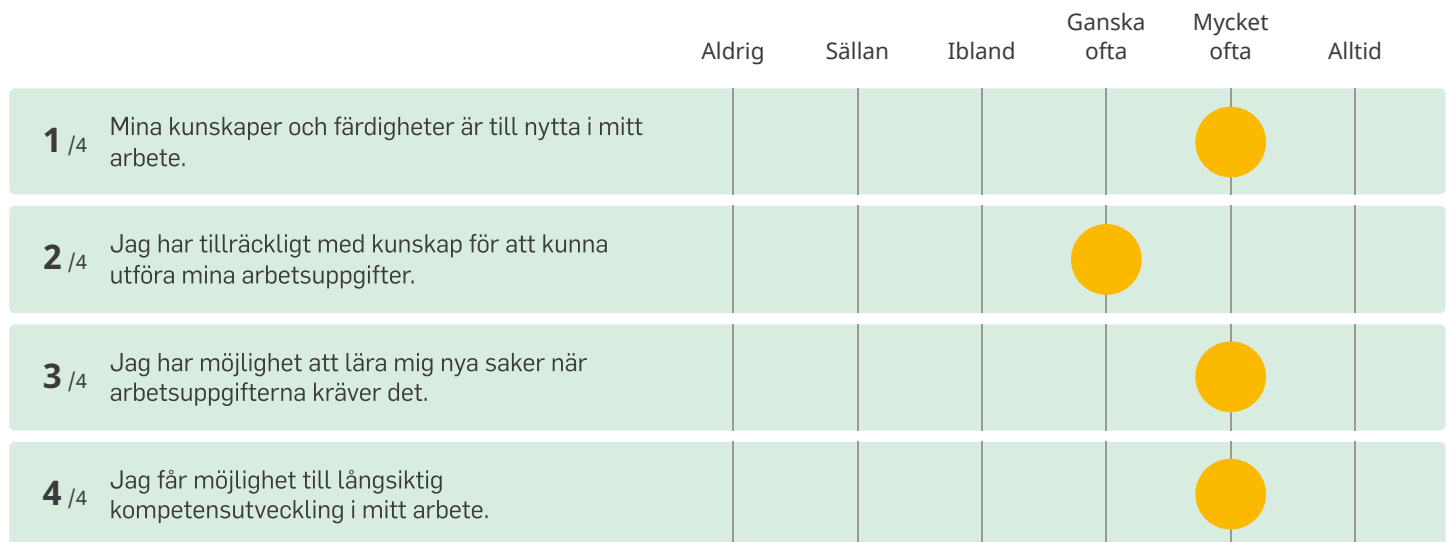 Aldrig Sällan Ibland Ganska ofta Mycket ofta Alltid
1 /4 Mina kunskaper och färdigheter är till nytta i mitt
arbete.
2 /4 Jag har tillräckligt med kunskap för att kunna
utföra mina arbetsuppgifter.
3 /4 Jag har möjlighet att lära mig nya saker när
arbetsuppgifterna kräver det.
4 /4 Jag får möjlighet till långsiktig
kompetensutveckling i mitt arbete.